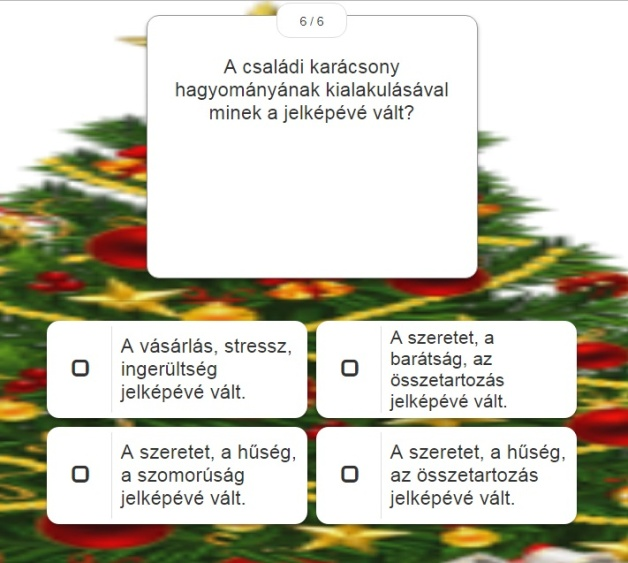 6 / 6
A családi karácsony
hagyományának kialakulásával
minek a jelképévé vált?
A vásárlás, stressz,
ingerültség
jelképévé vált.
A szeretet, a
barátság, az
összetartozás
jelképévé vált.
A szeretet, a hűség,
a szomorúság
jelképévé vált.
A szeretet, a hűség,
az összetartozás
jelképévé vált.